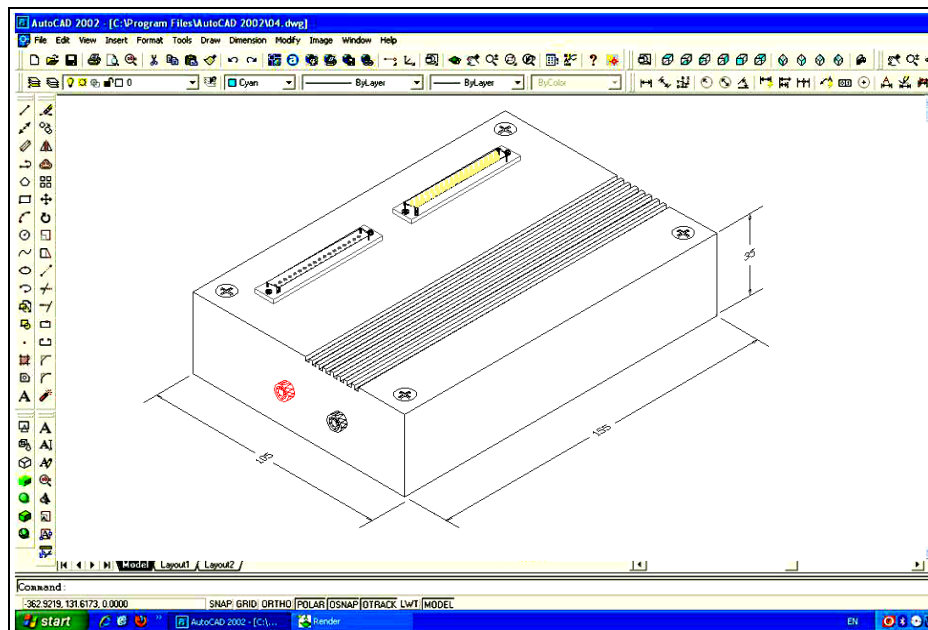 AutoCAD 2002 - [C:\Program Files\AutoCAD 2002\04.dwg]
File Edit View Insert Format Tools Draw Dimension Modify Image Window Help
0 Cyan ByLayer ByLayer ByColor
155
Model Layout1 Layout2
Command:
-362.9219, 131.6173, 0.0000 SNAP GRID ORTHO POLAR OSNAP OTRACK LWT MODEL
start AutoCAD 2002 - [C:\... Render EN